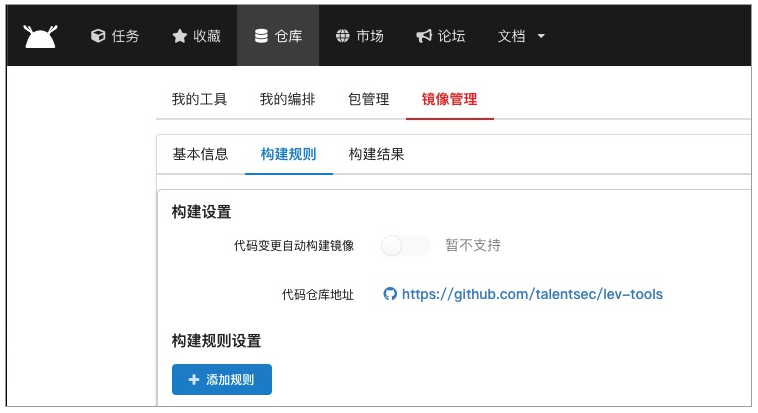 任务 收藏 仓库 市场 论坛 文档
我的工具 我的编排 包管理 镜像管理
基本信息 构建规则 构建结果
构建设置
代码变更自动构建镜像 暂不支持
代码仓库地址 https://github.com/talentsec/lev-tools
构建规则设置
+ 添加规则